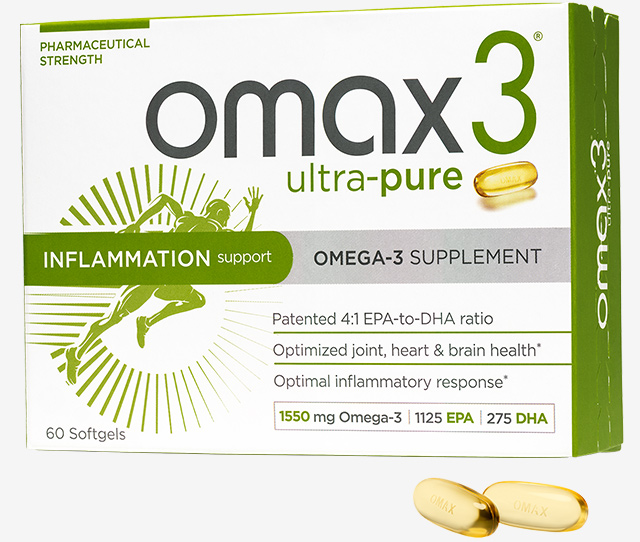 PHARMACEUTICAL
STRENGTH
omax3®
ultra-pure
INFLAMMATION support
OMEGA-3 SUPPLEMENT
Patented 4:1 EPA-to-DHA ratio
Optimized joint, heart & brain health*
Optimal inflammatory response*
1550 mg Omega-3 | 1125 EPA | 275 DHA
60 Softgels
omax3®
ultra-pure
OMAX
OMAX